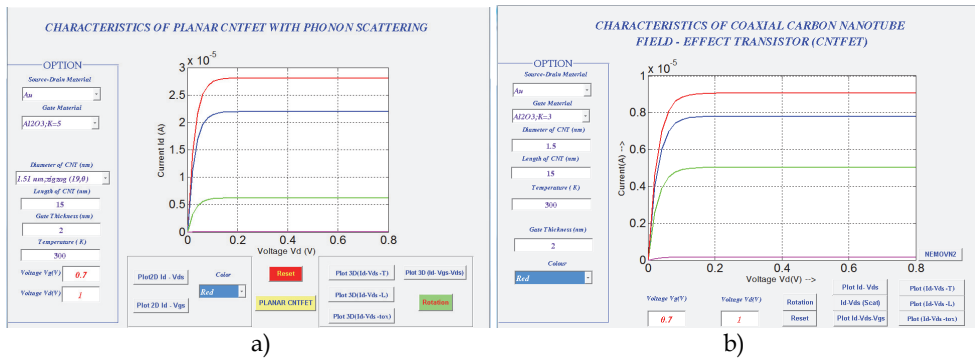 CHARACTERISTICS OF PLANAR CNTFET WITH PHONON SCATTERING
OPTION
Source-Drain Material
Au
Gate Material
Al2O3;K=5
Diameter of CNT (nm)
1.51 nm;zigzug (19,0)
Length of CNT (nm)
15
Gate Thickness (nm)
2
Temperature ( K)
300
Voltage Vg(V)
0.7
Voltage Vd(V)
1
3
x 10^-5
2.5
2
1.5
1
0.5
0
Current Id (A)
0 0.2 0.4 0.6 0.8
Voltage Vd (V)
Plot2D Id - Vds
Plot 2D Id - Vgs
Color
Red
Reset
PLANAR CNTFET
Plot 3D(Id-Vds -T)
Plot 3D(Id-Vds -L)
Plot 3D(Id-Vds -tox)
Plot 3D (Id- Vgs-Vds)
Rotation
a)
CHARACTERISTICS OF COAXIAL CARBON NANOTUBE
FIELD - EFFECT TRANSISTOR (CNTFET)
OPTION
Source-Drain Material
Au
Gate Material
Al2O3;K=3
Diameter of CNT (nm)
1.5
Length of CNT (nm)
15
Temperature ( K)
300
Gate Thickness(nm)
2
Colour
Red
1
x 10^-5
0.8
0.6
0.4
0.2
0
Current(A) -->
0 0.2 0.4 0.6 0.8
Voltage Vd(V)-->
NEMOVN2
Voltage Vg(V)
0.7
Voltage Vd(V)
1
Rotation
Reset
Plot Id- Vds
Id-Vds (Scat)
Plot Id-Vds-Vgs
Plot (Id-Vds -T)
Plot (Id-Vds -L)
Plot (Id-Vds -tox)
b)